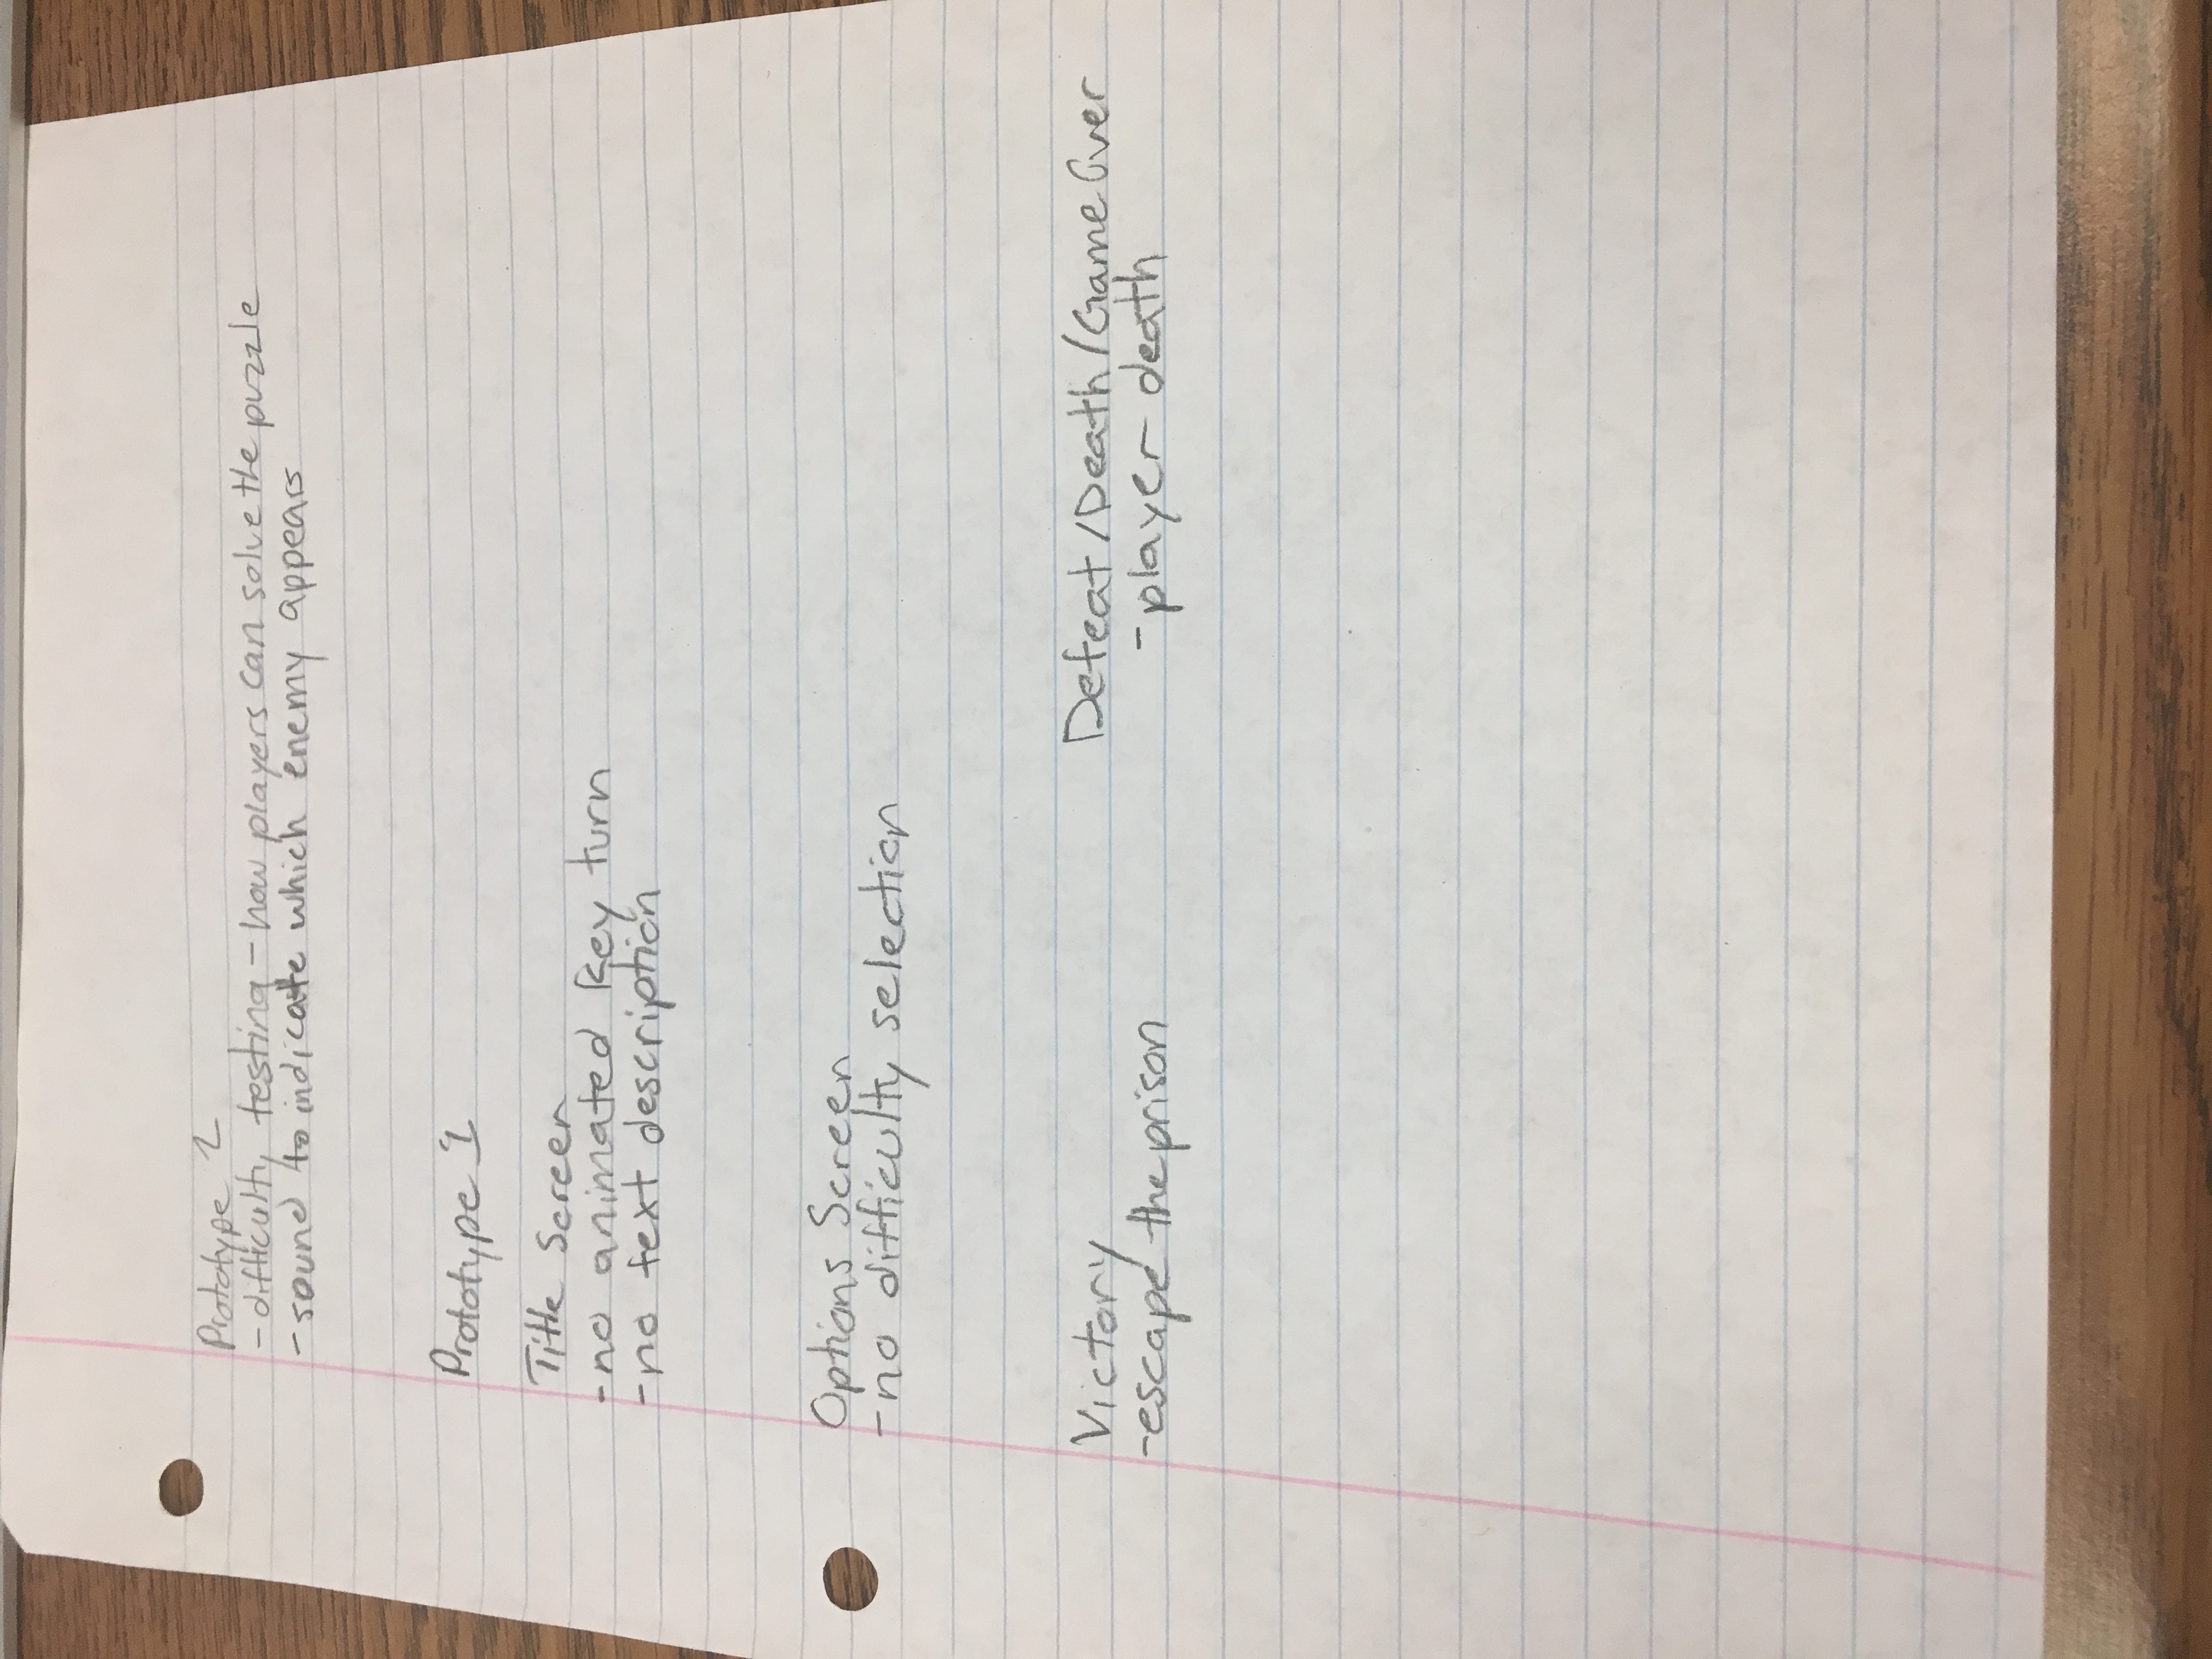 Prototype 2
- difficulty testing - how players can solve the puzzle
- sound to indicate which enemy appears
Prototype 1
Title Screen
- no animated key turn
- no text description
Options Screen
- no difficulty selection
Victory
- escape the prison
Defeat/Death/Game Over
- player death